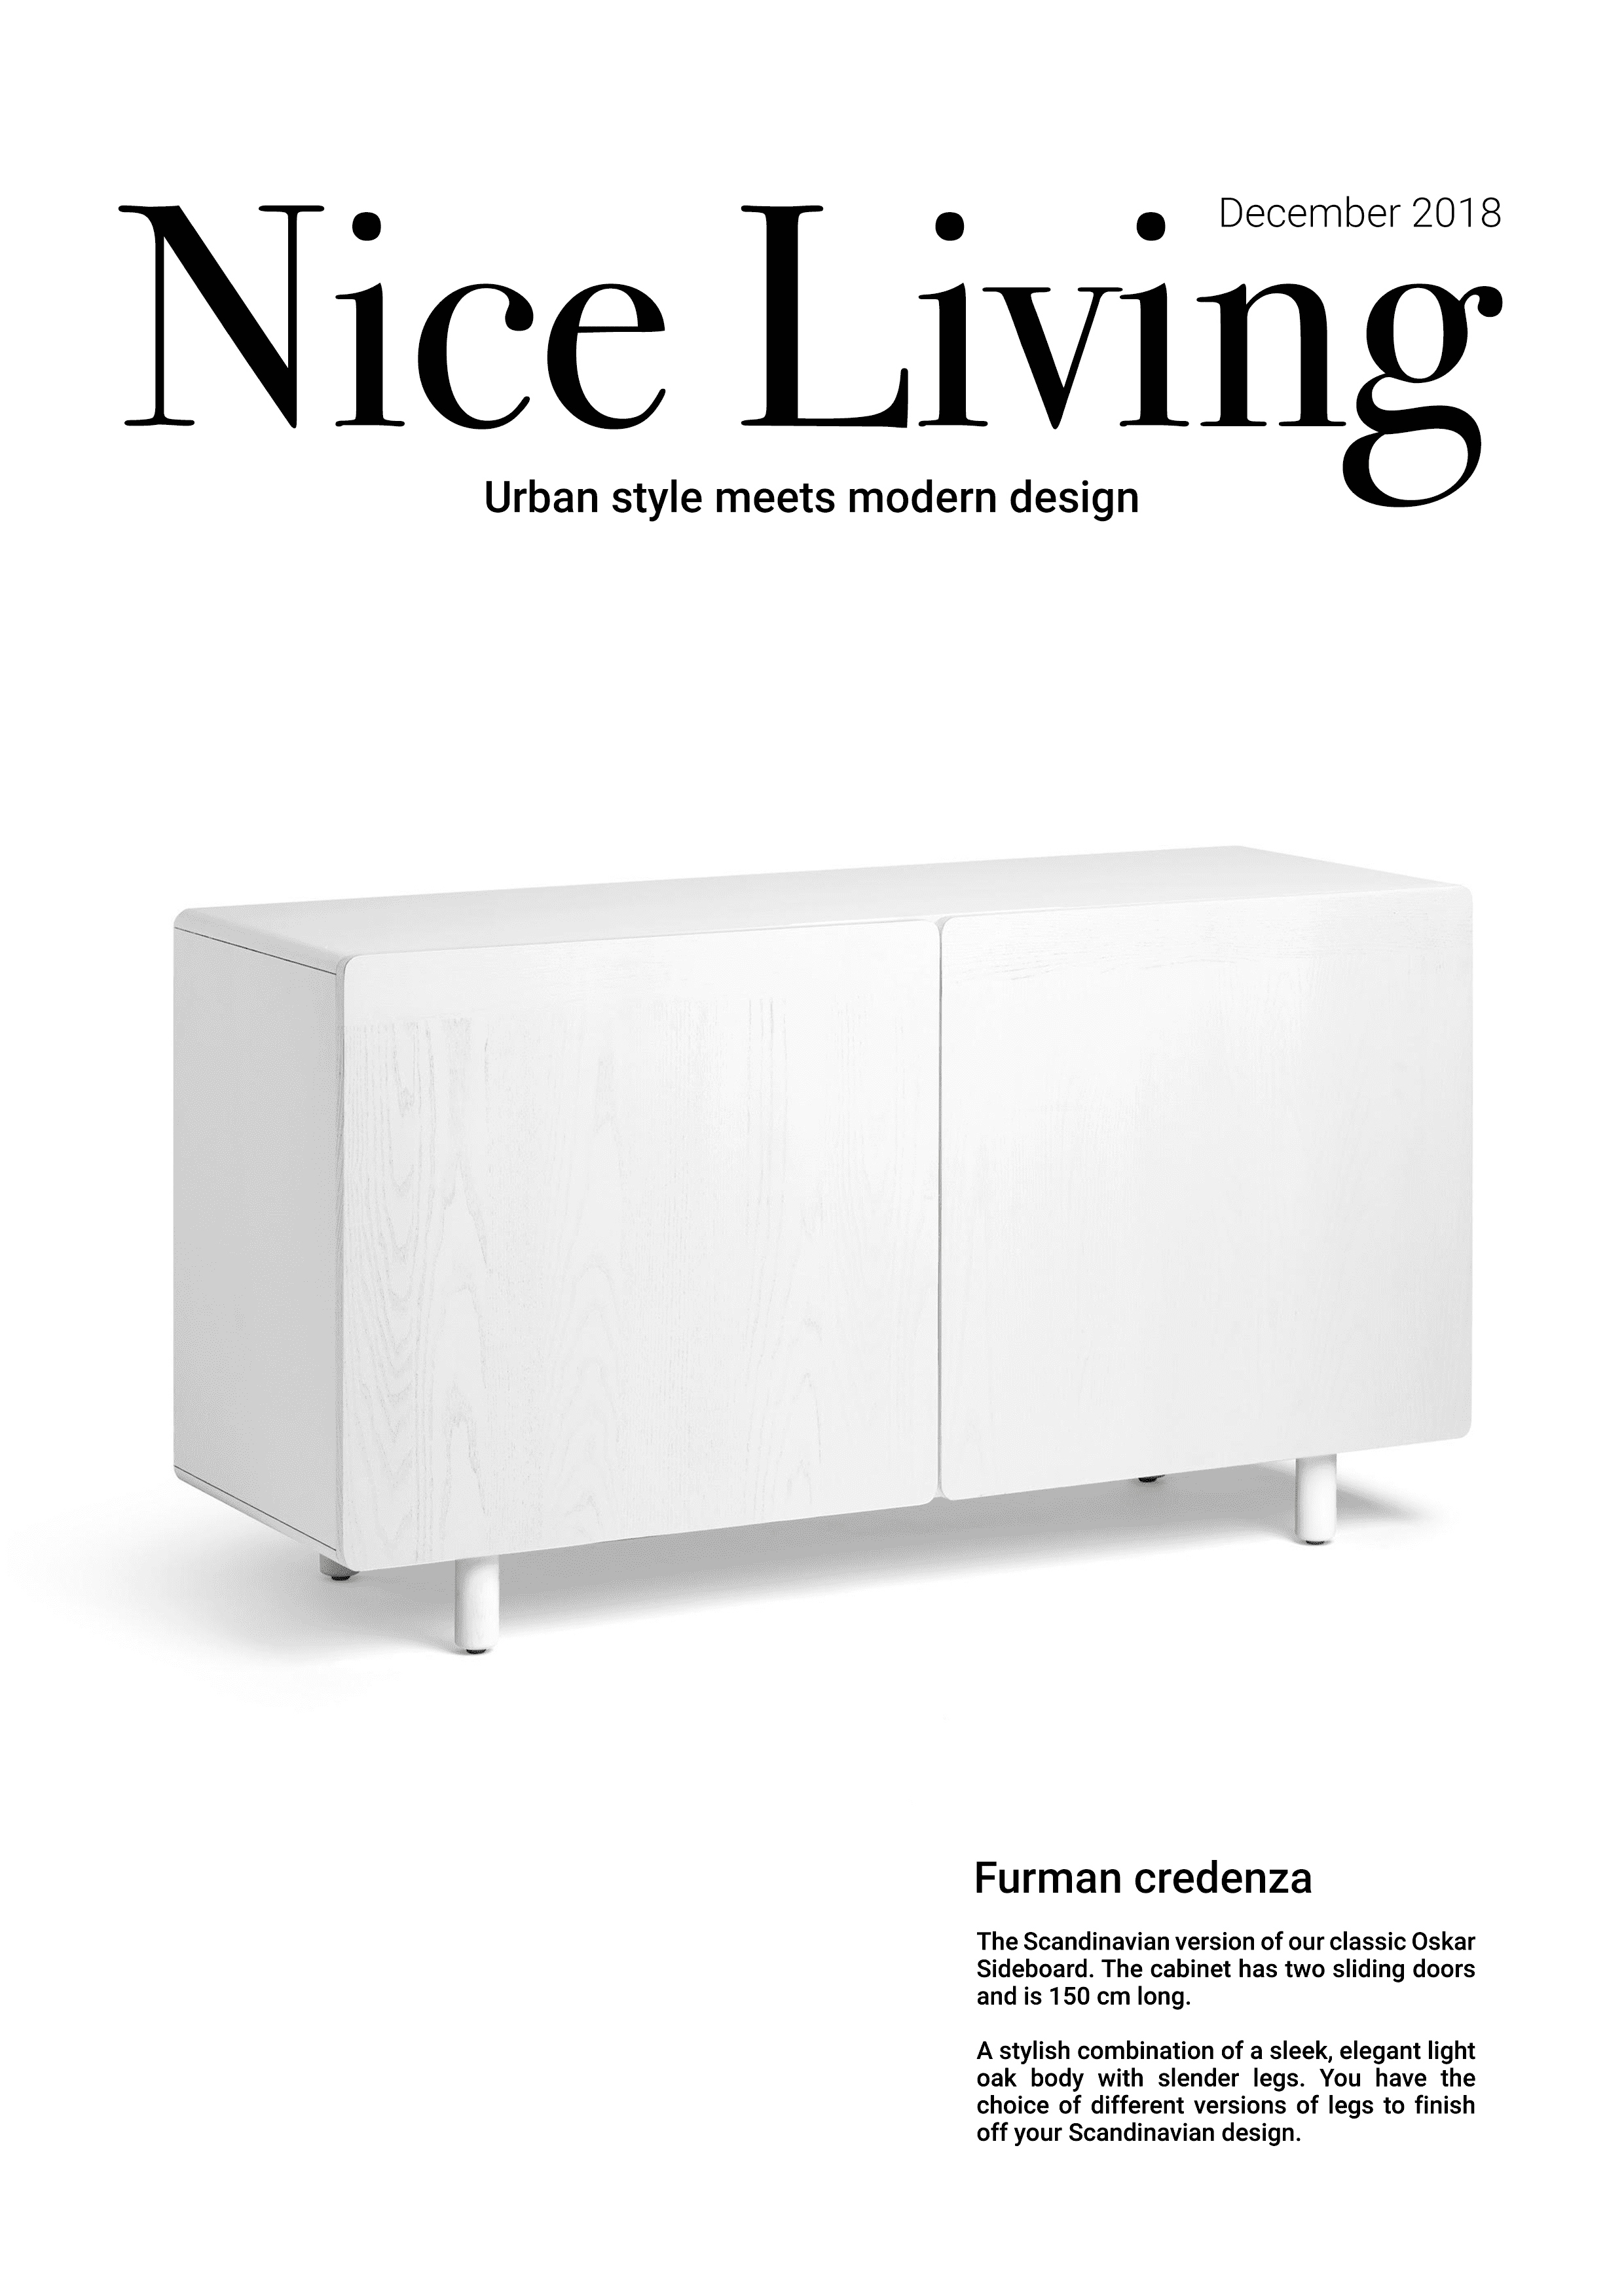 December 2018
Nice Living
Urban style meets modern design
Furman credenza
The Scandinavian version of our classic Oskar
Sideboard. The cabinet has two sliding doors
and is 150 cm long.
A stylish combination of a sleek, elegant light
oak body with slender legs. You have the
choice of different versions of legs to finish
off your Scandinavian design.